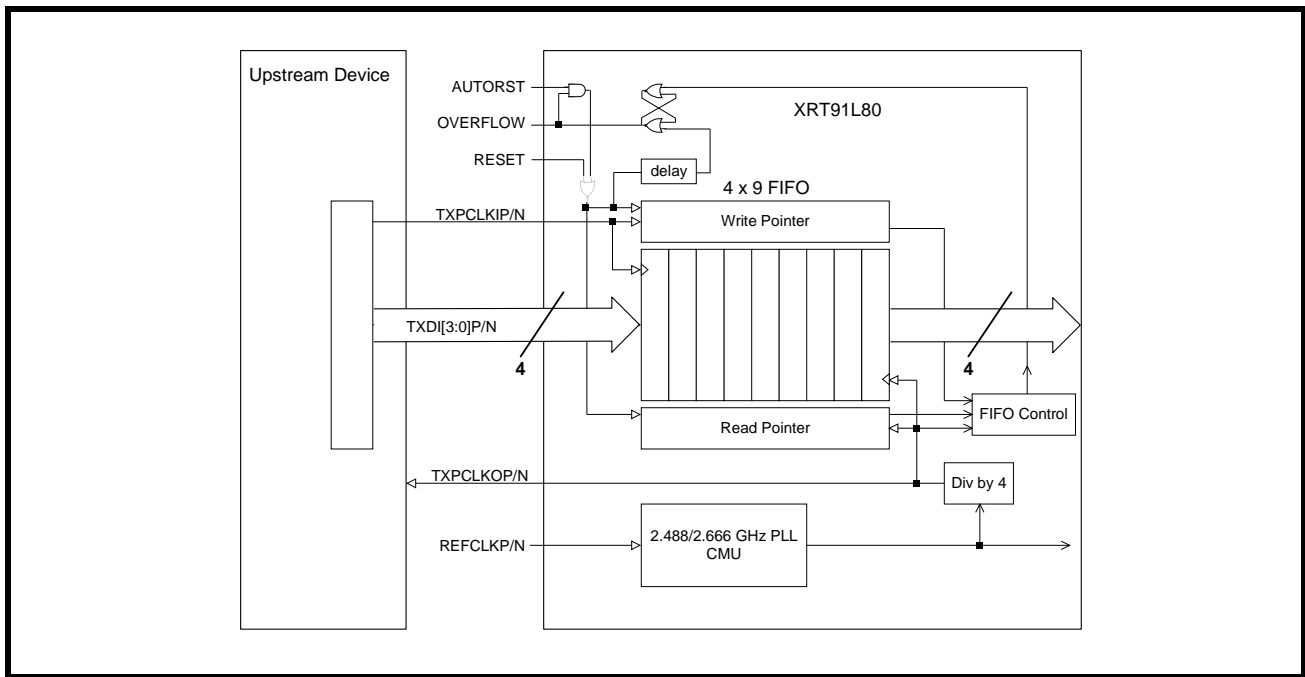 Upstream Device
AUTORST
XRT91L80
OVERFLOW
RESET
delay
4 x 9 FIFO
TXPCLKIP/N
Write Pointer
TXDI[3:0]P/N
4
4
FIFO Control
Read Pointer
TXPCLKOP/N
Div by 4
2.488/2.666 GHz PLL
CMU
REFCLKP/N